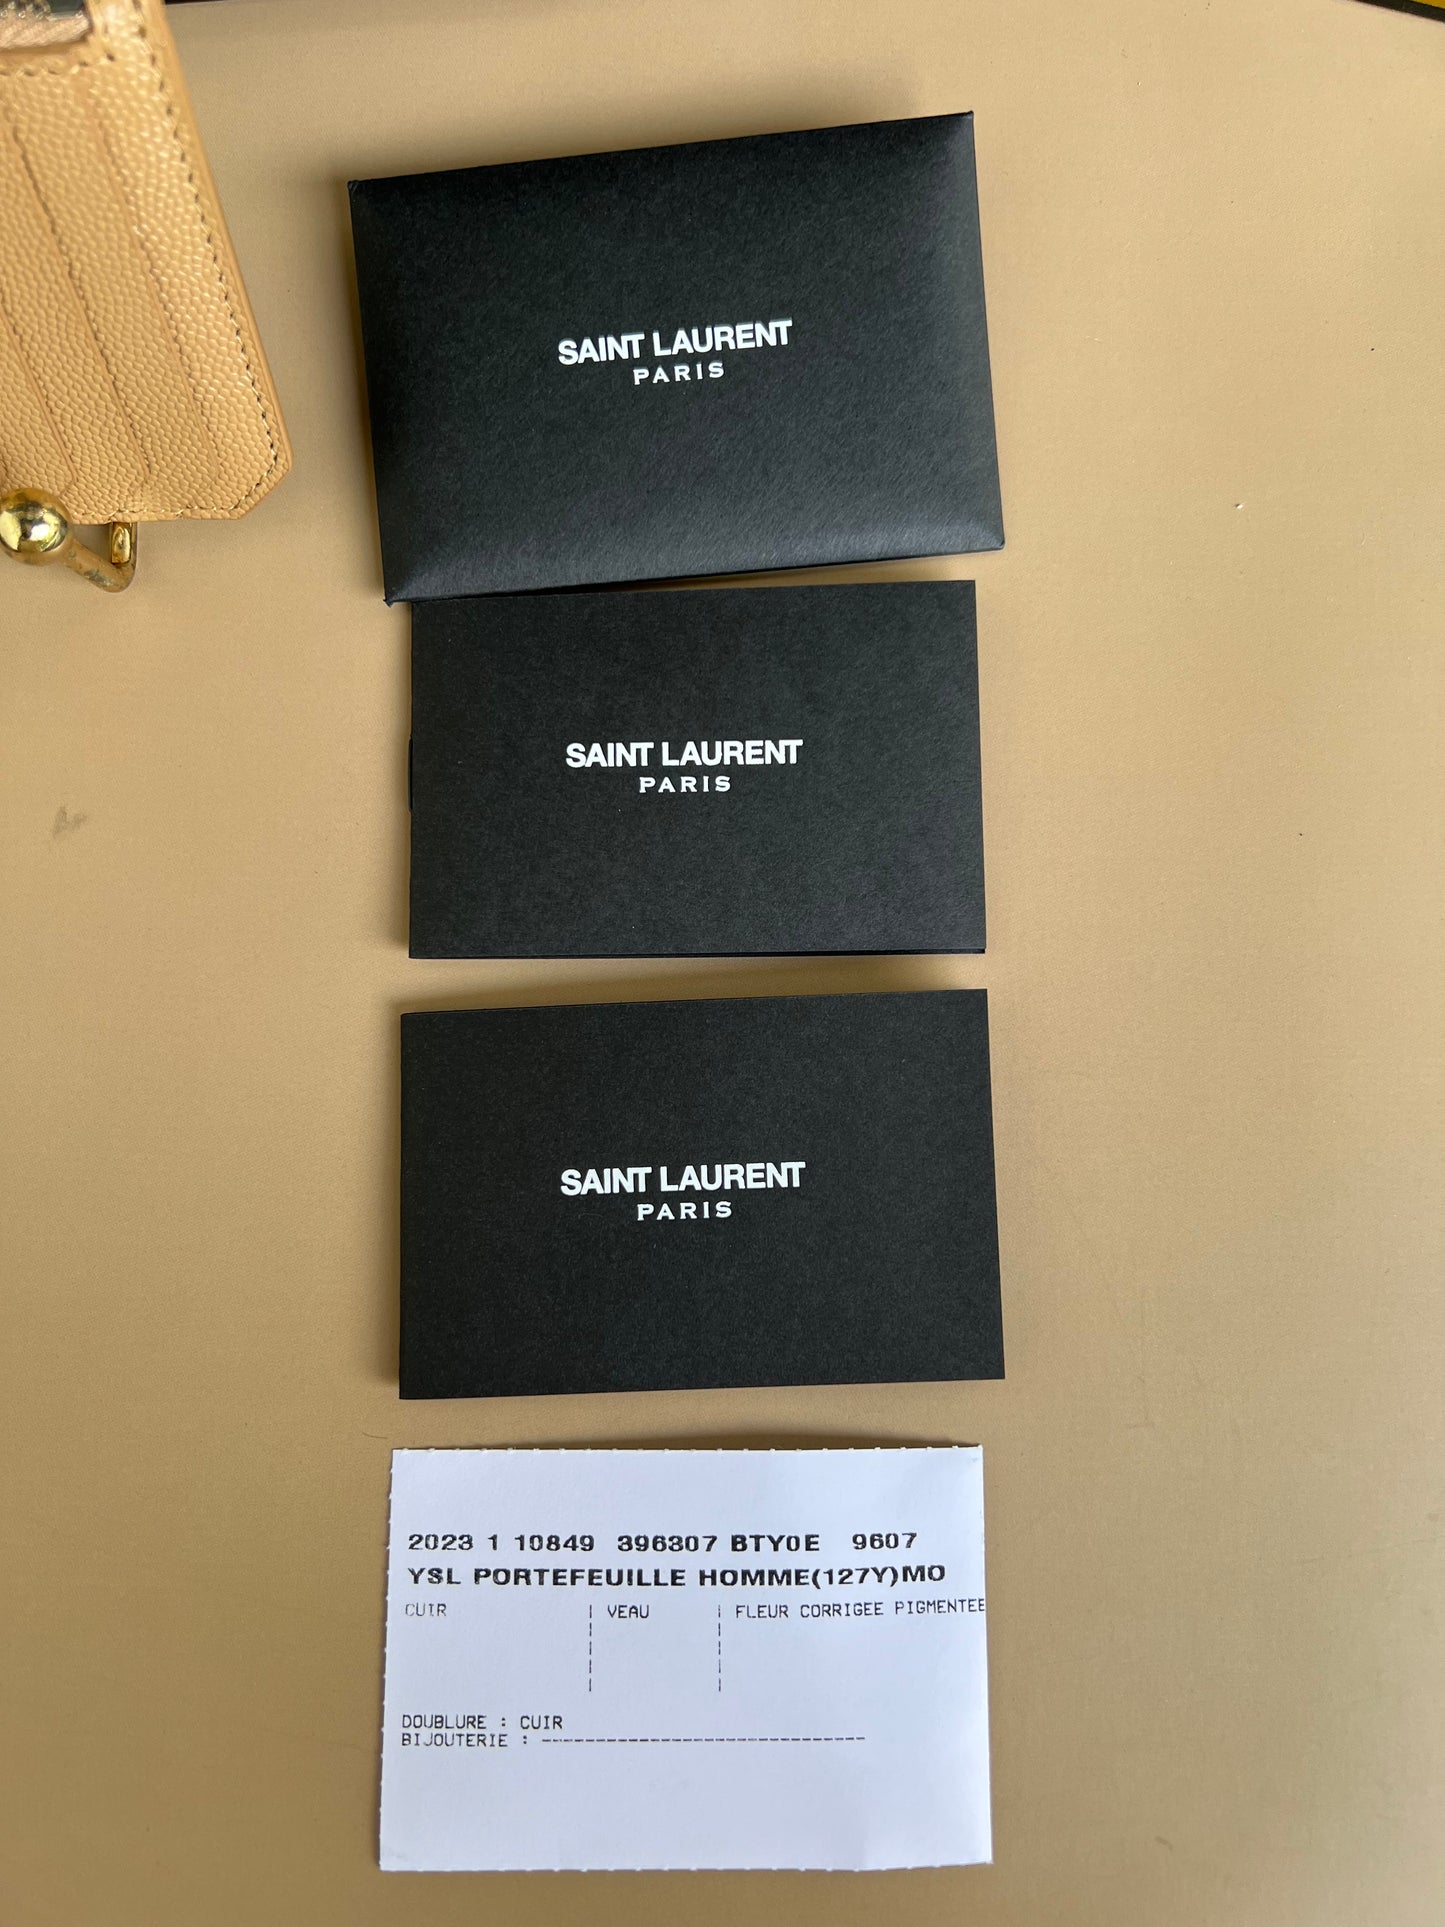 SAINT LAURENT
PARIS
SAINT LAURENT
PARIS
SAINT LAURENT
PARIS
2023 1 10849 396307 BTY0E 9607
YSL PORTEFEUILLE HOMME(127Y)MO
CUIR | VEAU | FLEUR CORRIGEE PIGMENTEE
DOUBLURE : CUIR
BIJOUTERIE : ------------------------------